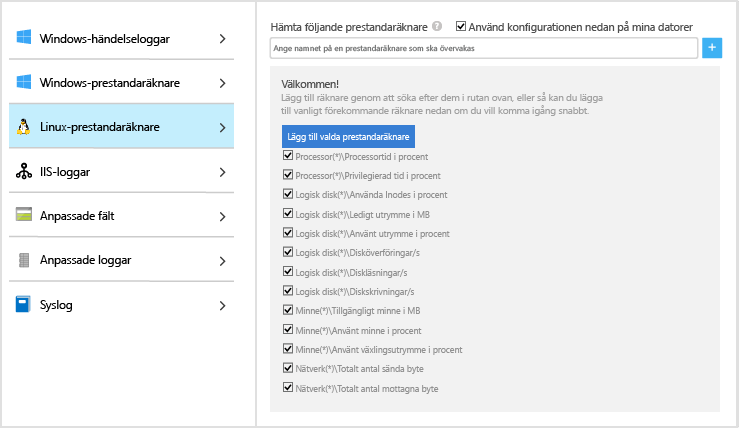 Windows-händelseloggar
Windows-prestandaräknare
Linux-prestandaräknare
IIS-loggar
Anpassade fält
Anpassade loggar
Syslog
Hämta följande prestandaräknare ? Använd konfigurationen nedan på mina datorer
Ange namnet på en prestandaräknare som ska övervakas +
Välkommen!
Lägg till räknare genom att söka efter dem i rutan ovan, eller så kan du lägga
till vanligt förekommande räknare nedan om du vill komma igång snabbt.
Lägg till valda prestandaräknare
Processor(*)\Processortid i procent
Processor(*)\Privilegierad tid i procent
Logisk disk(*)\Använda Inodes i procent
Logisk disk(*)\Ledigt utrymme i MB
Logisk disk(*)\Använt utrymme i procent
Logisk disk(*)\Disköverföringar/s
Logisk disk(*)\Diskläsningar/s
Logisk disk(*)\Diskskrivningar/s
Minne(*)\Tillgängligt minne i MB
Minne(*)\Använt minne i procent
Minne(*)\Använt växlingsutrymme i procent
Nätverk(*)\Totalt antal sända byte
Nätverk(*)\Totalt antal mottagna byte